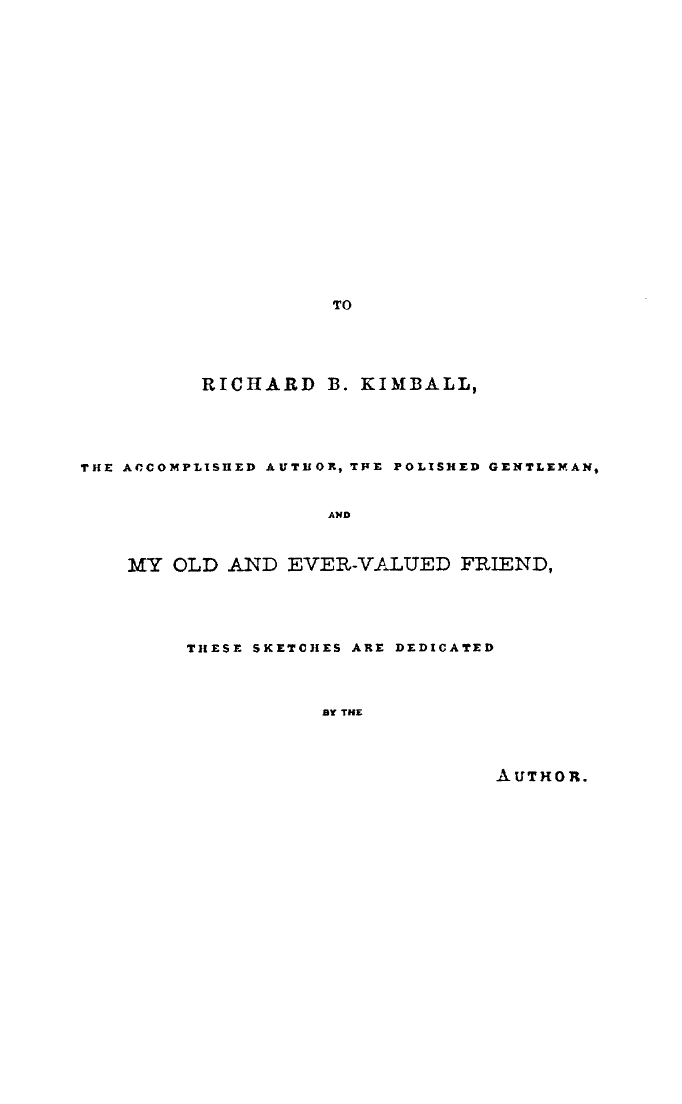 TO
RICHARD B. KIMBALL,
THE ACCOMPLISHED AUTHOR, THE POLISHED GENTLEMAN,
AND
MY OLD AND EVER-VALUED FRIEND,
THESE SKETCHES ARE DEDICATED
BY THE
AUTHOR.